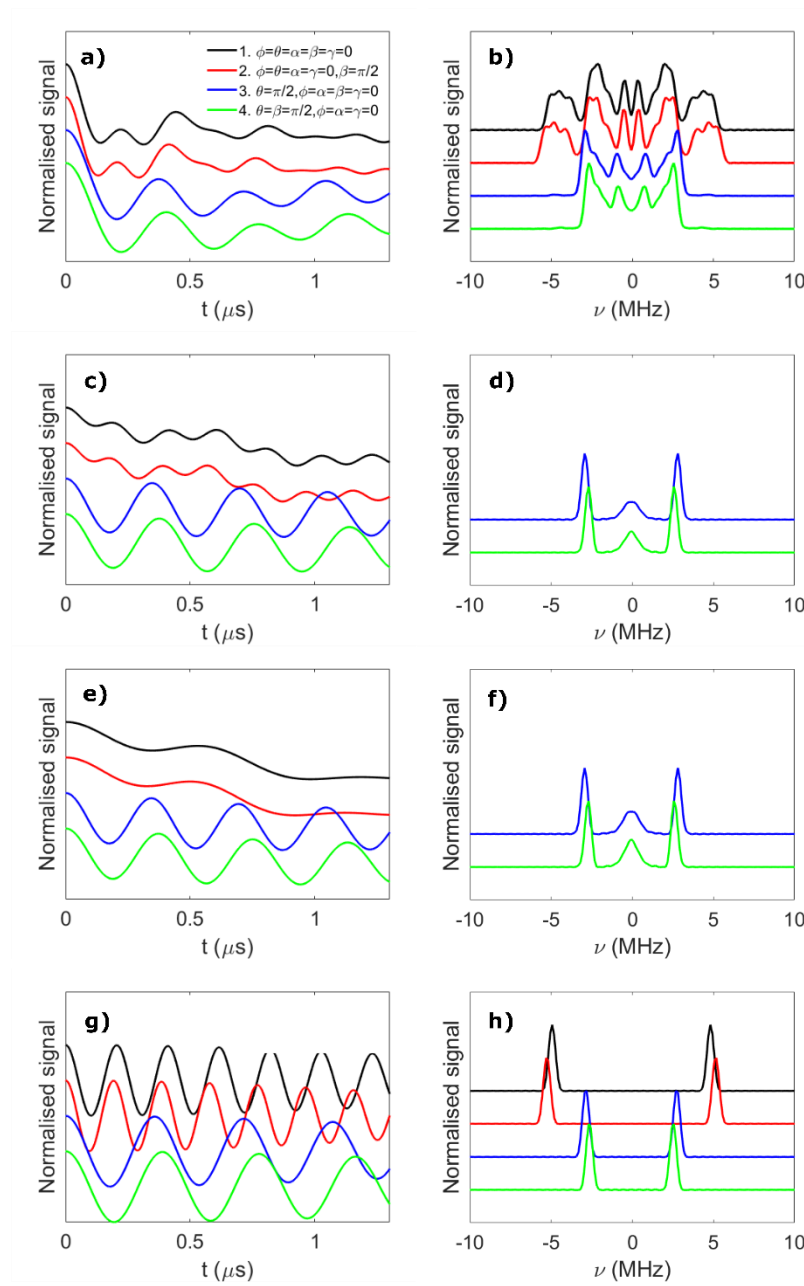 a)
1. ϕ=θ=α=β=γ=0
2. ϕ=θ=α=γ=0,β=π/2
3. θ=π/2,ϕ=α=β=γ=0
4. θ=β=π/2,ϕ=α=γ=0
Normalised signal
0 0.5 1
t (μs)
b)
Normalised signal
-10 -5 0 5 10
ν (MHz)
c)
Normalised signal
0 0.5 1
t (μs)
d)
Normalised signal
-10 -5 0 5 10
ν (MHz)
e)
Normalised signal
0 0.5 1
t (μs)
f)
Normalised signal
-10 -5 0 5 10
ν (MHz)
g)
Normalised signal
0 0.5 1
t (μs)
h)
Normalised signal
-10 -5 0 5 10
ν (MHz)